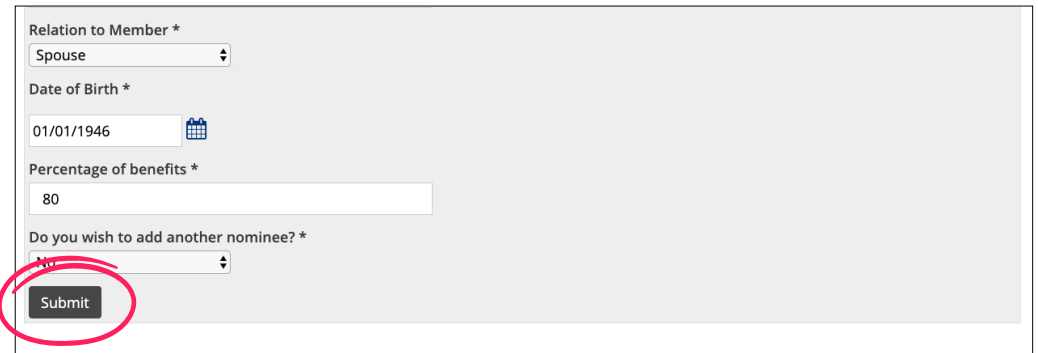 Relation to Member *
Spouse
Date of Birth *
01/01/1946
Percentage of benefits *
80
Do you wish to add another nominee? *
No
Submit